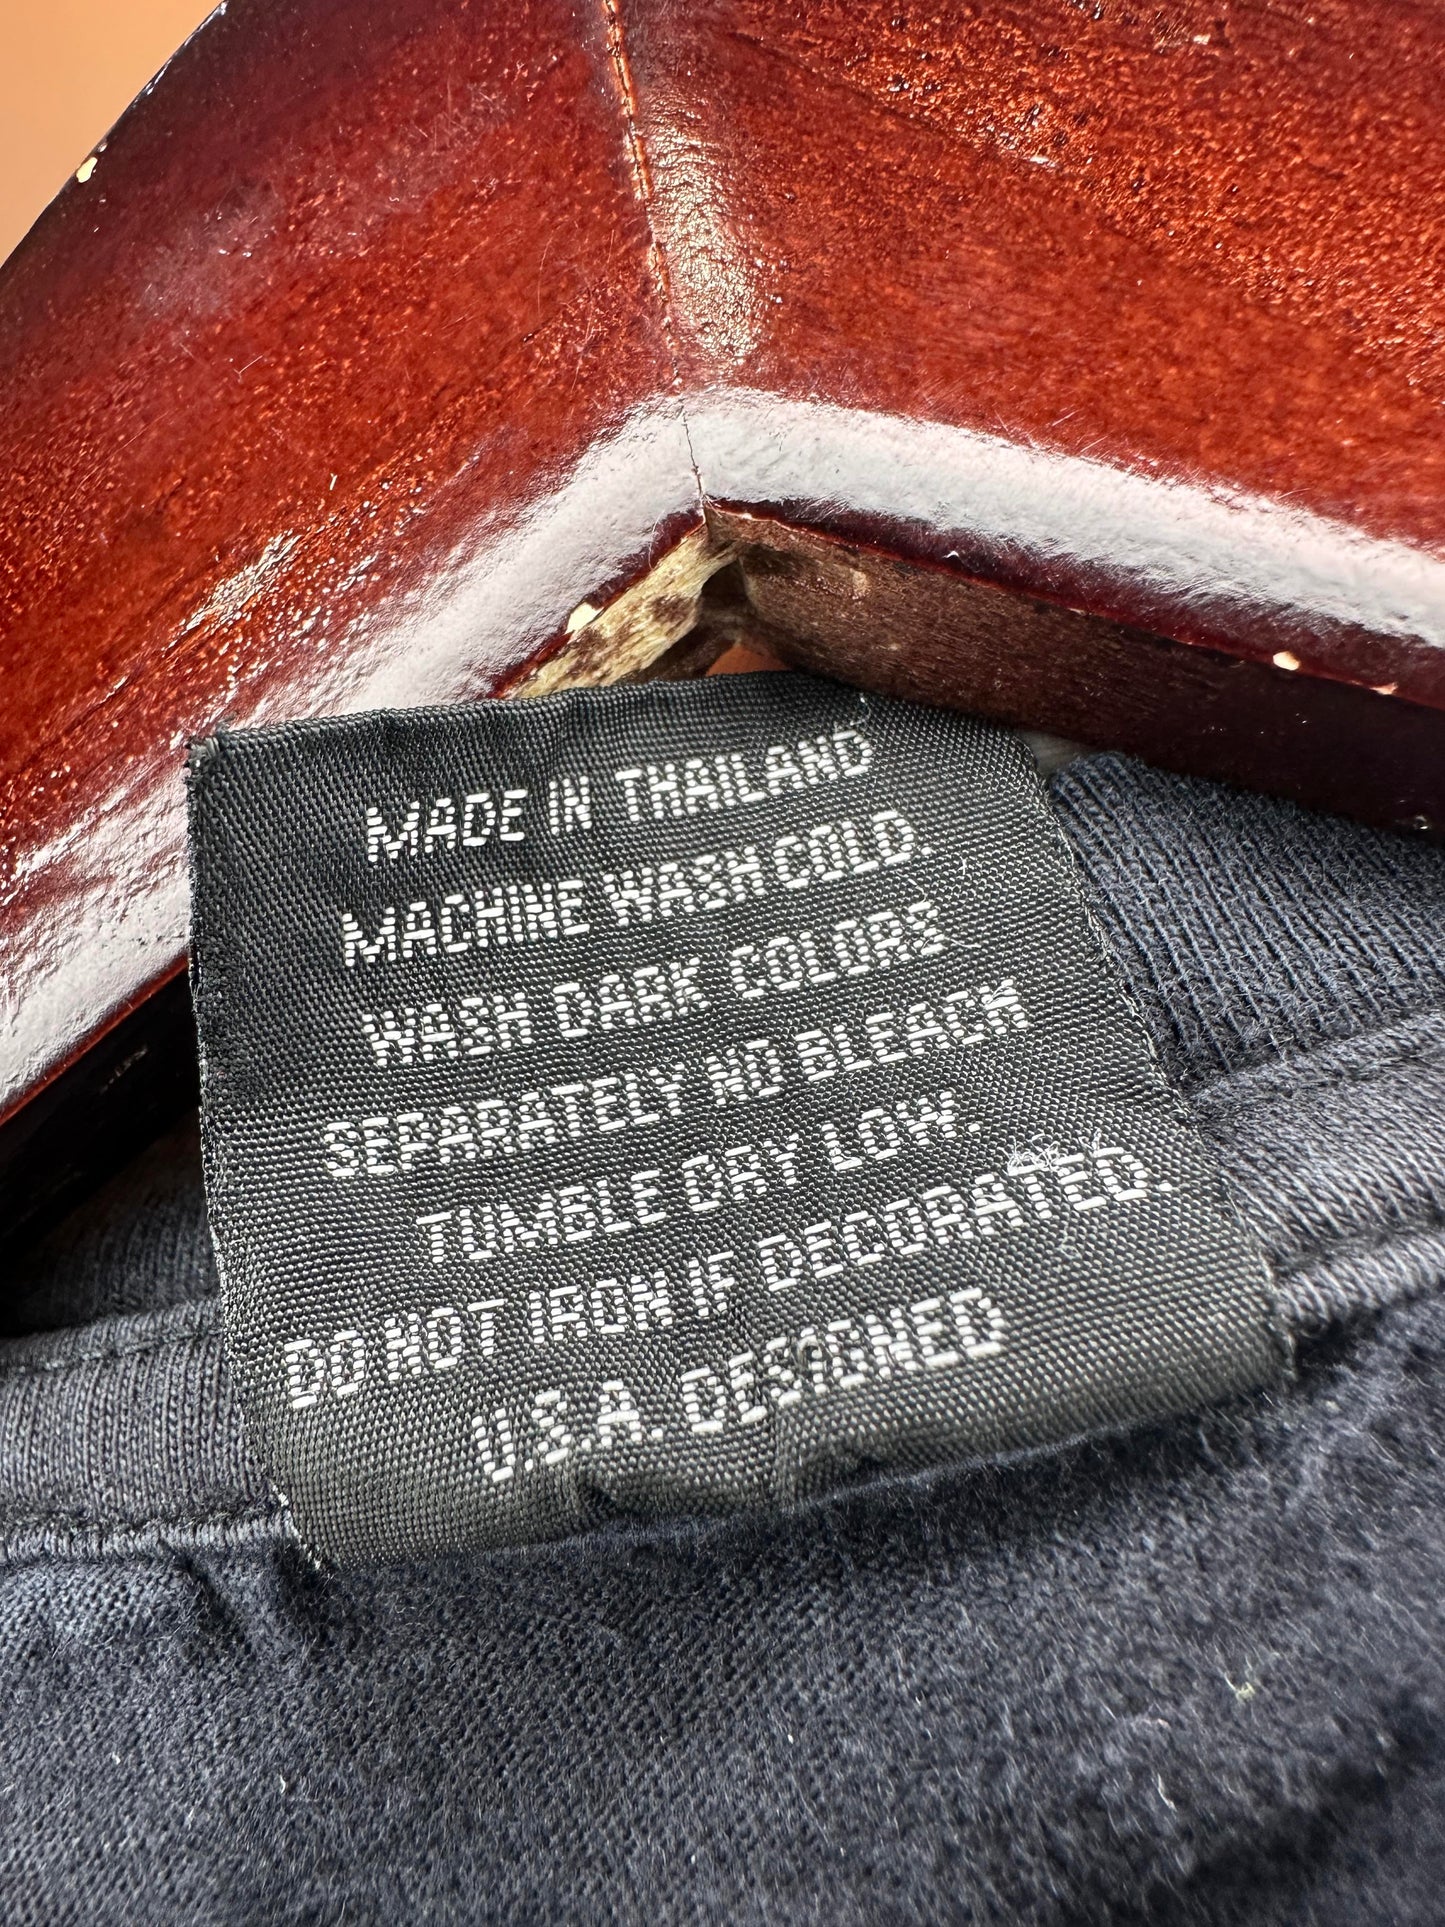 MADE IN THAILAND
MACHINE WASH COLD.
WASH DARK COLORS
SEPARATELY NO BLEACH
TUMBLE DRY LOW.
DO NOT IRON IF DECORATED.
U.S.A. DESIGNED